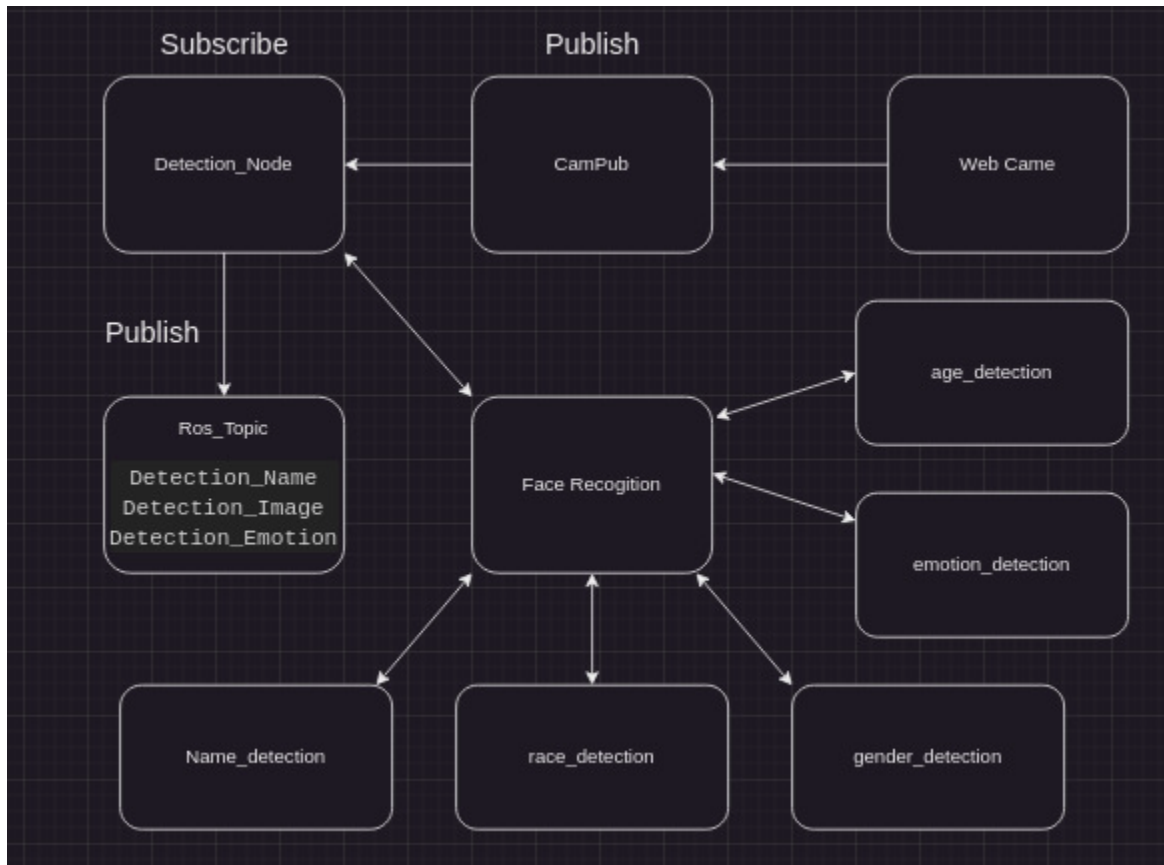 Subscribe
Publish
Detection_Node
CamPub
Web Came
Publish
Ros_Topic
Detection_Name
Detection_Image
Detection_Emotion
Face Recogition
age_detection
emotion_detection
Name_detection
race_detection
gender_detection